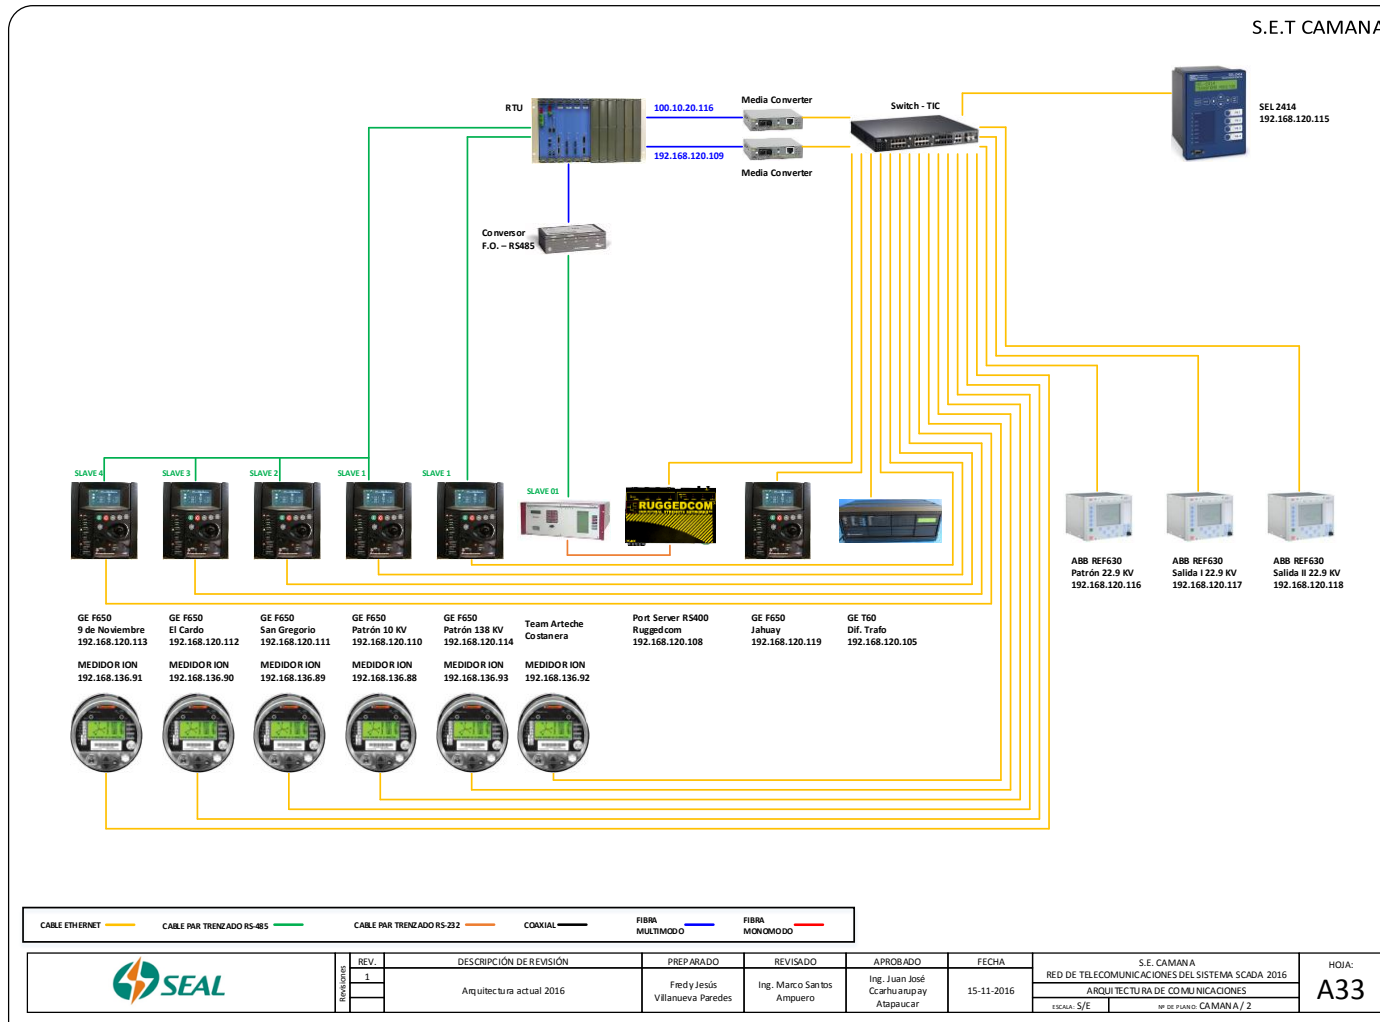 S.E.T CAMANA
RTU
100.10.20.116
192.168.120.109
Media Converter
Media Converter
Switch - TIC
SEL 2414
192.168.120.115
Conversor
F.O. – RS485
SLAVE 4
SLAVE 3
SLAVE 2
SLAVE 1
SLAVE 1
SLAVE 01
RUGGEDCOM
GE F650
9 de Noviembre
192.168.120.113
GE F650
El Cardo
192.168.120.112
GE F650
San Gregorio
192.168.120.111
GE F650
Patrón 10 KV
192.168.120.110
GE F650
Patrón 138 KV
192.168.120.114
Team Arteche
Costanera
Port Server RS400
Ruggedcom
192.168.120.108
GE F650
Jahuay
192.168.120.119
GE T60
Dif. Trafo
192.168.120.105
ABB REF630
Patrón 22.9 KV
192.168.120.116
ABB REF630
Salida I 22.9 KV
192.168.120.117
ABB REF630
Salida II 22.9 KV
192.168.120.118
MEDIDOR ION
192.168.136.91
MEDIDOR ION
192.168.136.90
MEDIDOR ION
192.168.136.89
MEDIDOR ION
192.168.136.88
MEDIDOR ION
192.168.136.93
MEDIDOR ION
192.168.136.92
CABLE ETHERNET
CABLE PAR TRENZADO RS-485
CABLE PAR TRENZADO RS-232
COAXIAL
FIBRA
MULTIMODO
FIBRA
MONOMODO
SEAL
Revisiones
REV.
1
DESCRIPCIÓN DE REVISIÓN
Arquitectura actual 2016
PREPARADO
Fredy Jesús
Villanueva Paredes
REVISADO
Ing. Marco Santos
Ampuero
APROBADO
Ing. Juan José
Ccarhuarupay
Atapaucar
FECHA
15-11-2016
S.E. CAMANA
RED DE TELECOMUNICACIONES DEL SISTEMA SCADA 2016
ARQUITECTURA DE COMUNICACIONES
ESCALA: S/E
Nº DE PLANO: CAMANA / 2
HOJA:
A33